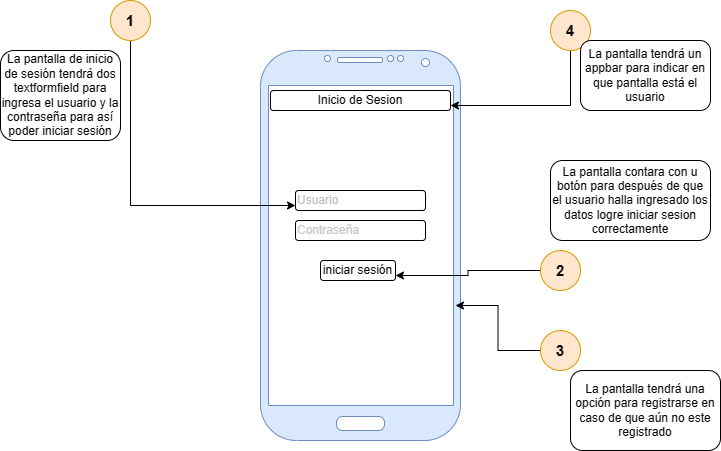 1
La pantalla de inicio
de sesión tendrá dos
textformfield para
ingresa el usuario y la
contraseña para así
poder iniciar sesión
4
La pantalla tendrá un
appbar para indicar en
que pantalla está el
usuario
Inicio de Sesion
Usuario
Contraseña
iniciar sesión
La pantalla contara con u
botón para después de que
el usuario halla ingresado los
datos logre iniciar sesion
correctamente
2
3
La pantalla tendrá una
opción para registrarse en
caso de que aún no este
registrado